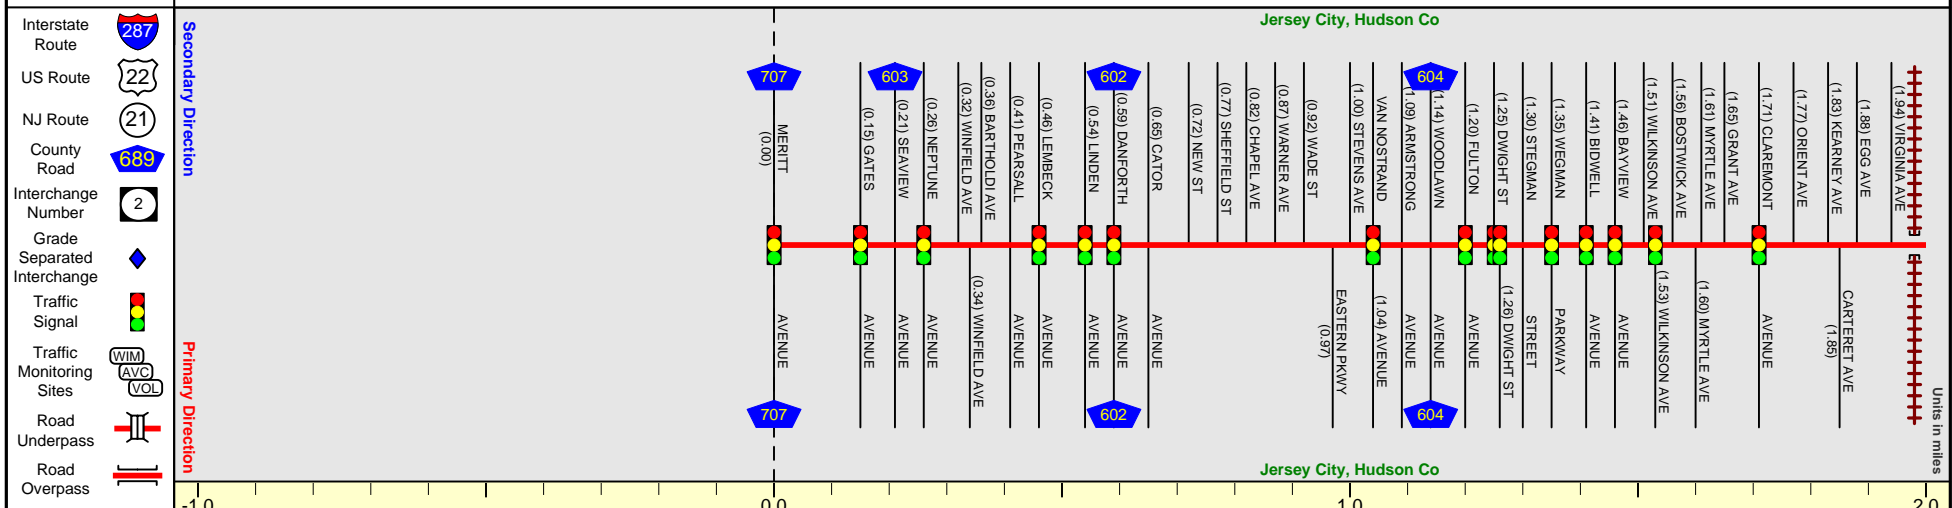 Interstate
Route
287
US Route
22
NJ Route
21
County
Road
689
Interchange
Number
2
Grade
Separated
Interchange
Traffic
Signal
Traffic
Monitoring
Sites
WIM
AVC
VOL
Road
Underpass
Road
Overpass
Secondary Direction
Primary Direction
Jersey City, Hudson Co
707
603
602
604
MERITT
(0.00)
(0.15) GATES
(0.21) SEAVIEW
(0.26) NEPTUNE
(0.32) WINFIELD AVE
(0.36) BARTHOLDI AVE
(0.41) PEARSALL
(0.46) LEMBECK
(0.54) LINDEN
(0.59) DANFORTH
(0.65) CATOR
(0.72) NEW ST
(0.77) SHEFFIELD ST
(0.82) CHAPEL AVE
(0.87) WARNER AVE
(0.92) WADE ST
(1.00) STEVENS AVE
VAN NOSTRAND
(1.09) ARMSTRONG
(1.14) WOODLAWN
(1.20) FULTON
(1.25) DWIGHT ST
(1.30) STEGMAN
(1.35) WEGMAN
(1.41) BIDWELL
(1.46) BAYVIEW
(1.51) WILKINSON AVE
(1.56) BOSTWICK AVE
(1.61) MYRTLE AVE
(1.65) GRANT AVE
(1.71) CLAREMONT
(1.77) ORIENT AVE
(1.83) KEARNEY AVE
(1.88) EGG AVE
(1.94) VIRGINIA AVE
AVENUE
AVENUE
AVENUE
AVENUE
(0.34) WINFIELD AVE
AVENUE
AVENUE
AVENUE
AVENUE
AVENUE
EASTERN PKWY
(0.97)
(1.04) AVENUE
AVENUE
AVENUE
AVENUE
(1.26) DWIGHT ST
STREET
PARKWAY
AVENUE
AVENUE
(1.53) WILKINSON AVE
(1.60) MYRTLE AVE
AVENUE
CARTERET AVE
(1.85)
707
602
604
Jersey City, Hudson Co
Units in miles
-1.0
0.0
1.0
2.0